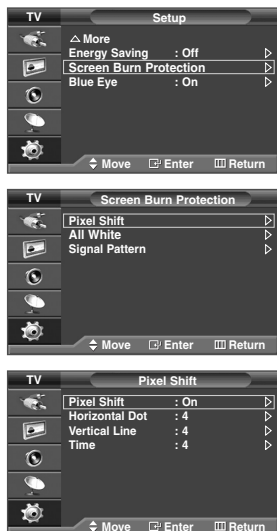 TV Setup
△ More
Energy Saving : Off
Screen Burn Protection
Blue Eye : On
Move Enter Return
TV Screen Burn Protection
Pixel Shift
All White
Signal Pattern
Move Enter Return
TV Pixel Shift
Pixel Shift : On
Horizontal Dot : 4
Vertical Line : 4
Time : 4
Move Enter Return